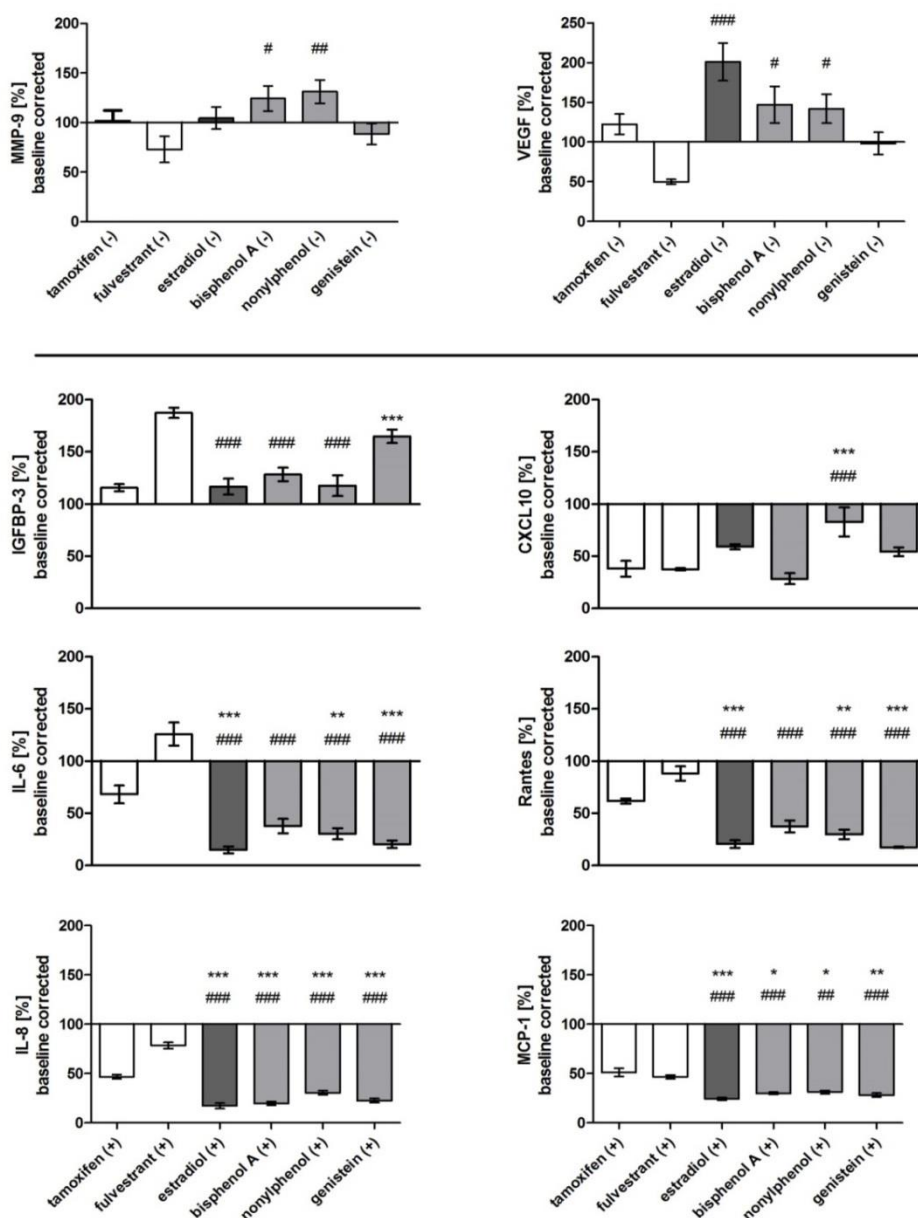 MMP-9 [%]
baseline corrected
200
150
100
50
0
# ##
tamoxifen (-) fulvestrant (-) estradiol (-) bisphenol A (-) nonylphenol (-) genistein (-)
VEGF [%]
baseline corrected
250
200
150
100
50
0
### # #
tamoxfien (-) fulvestrant (-) estradiol (-) bisphenol A (-) nonylphenol (-) genistein (-)
IGFBP-3 [%]
baseline corrected
200
150
100
50
0
***
### ### ###
CXCL10 [%]
baseline corrected
200
150
100
50
0
***
###
IL-6 [%]
baseline corrected
200
150
100
50
0
*** ** ***
### ### ### ###
Rantes [%]
baseline corrected
200
150
100
50
0
*** ** ***
### ### ### ###
IL-8 [%]
baseline corrected
200
150
100
50
0
*** *** *** ***
### ### ### ###
tamoxifen (+) fulvestrant (+) estradiol (+) bisphenol A (+) nonylphenol (+) genistein (+)
MCP-1 [%]
baseline corrected
200
150
100
50
0
*** * * **
### ### ## ###
tamoxifen (+) fulvestrant (+) estradiol (+) bisphenol A (+) nonylphenol (+) genistein (+)